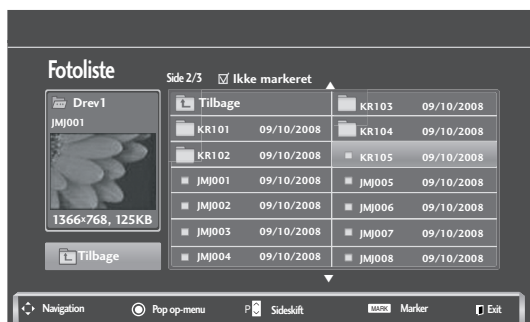 Fotoliste
Side 2/3 Ikke markeret
Drev1
JMJ001
1366×768, 125KB
Tilbage
Tilbage
KR101 09/10/2008
KR102 09/10/2008
JMJ001 09/10/2008
JMJ002 09/10/2008
JMJ003 09/10/2008
JMJ004 09/10/2008
KR103 09/10/2008
KR104 09/10/2008
KR105 09/10/2008
JMJ005 09/10/2008
JMJ006 09/10/2008
JMJ007 09/10/2008
JMJ008 09/10/2008
Navigation Pop op-menu P Sideskift MARK Marker Exit